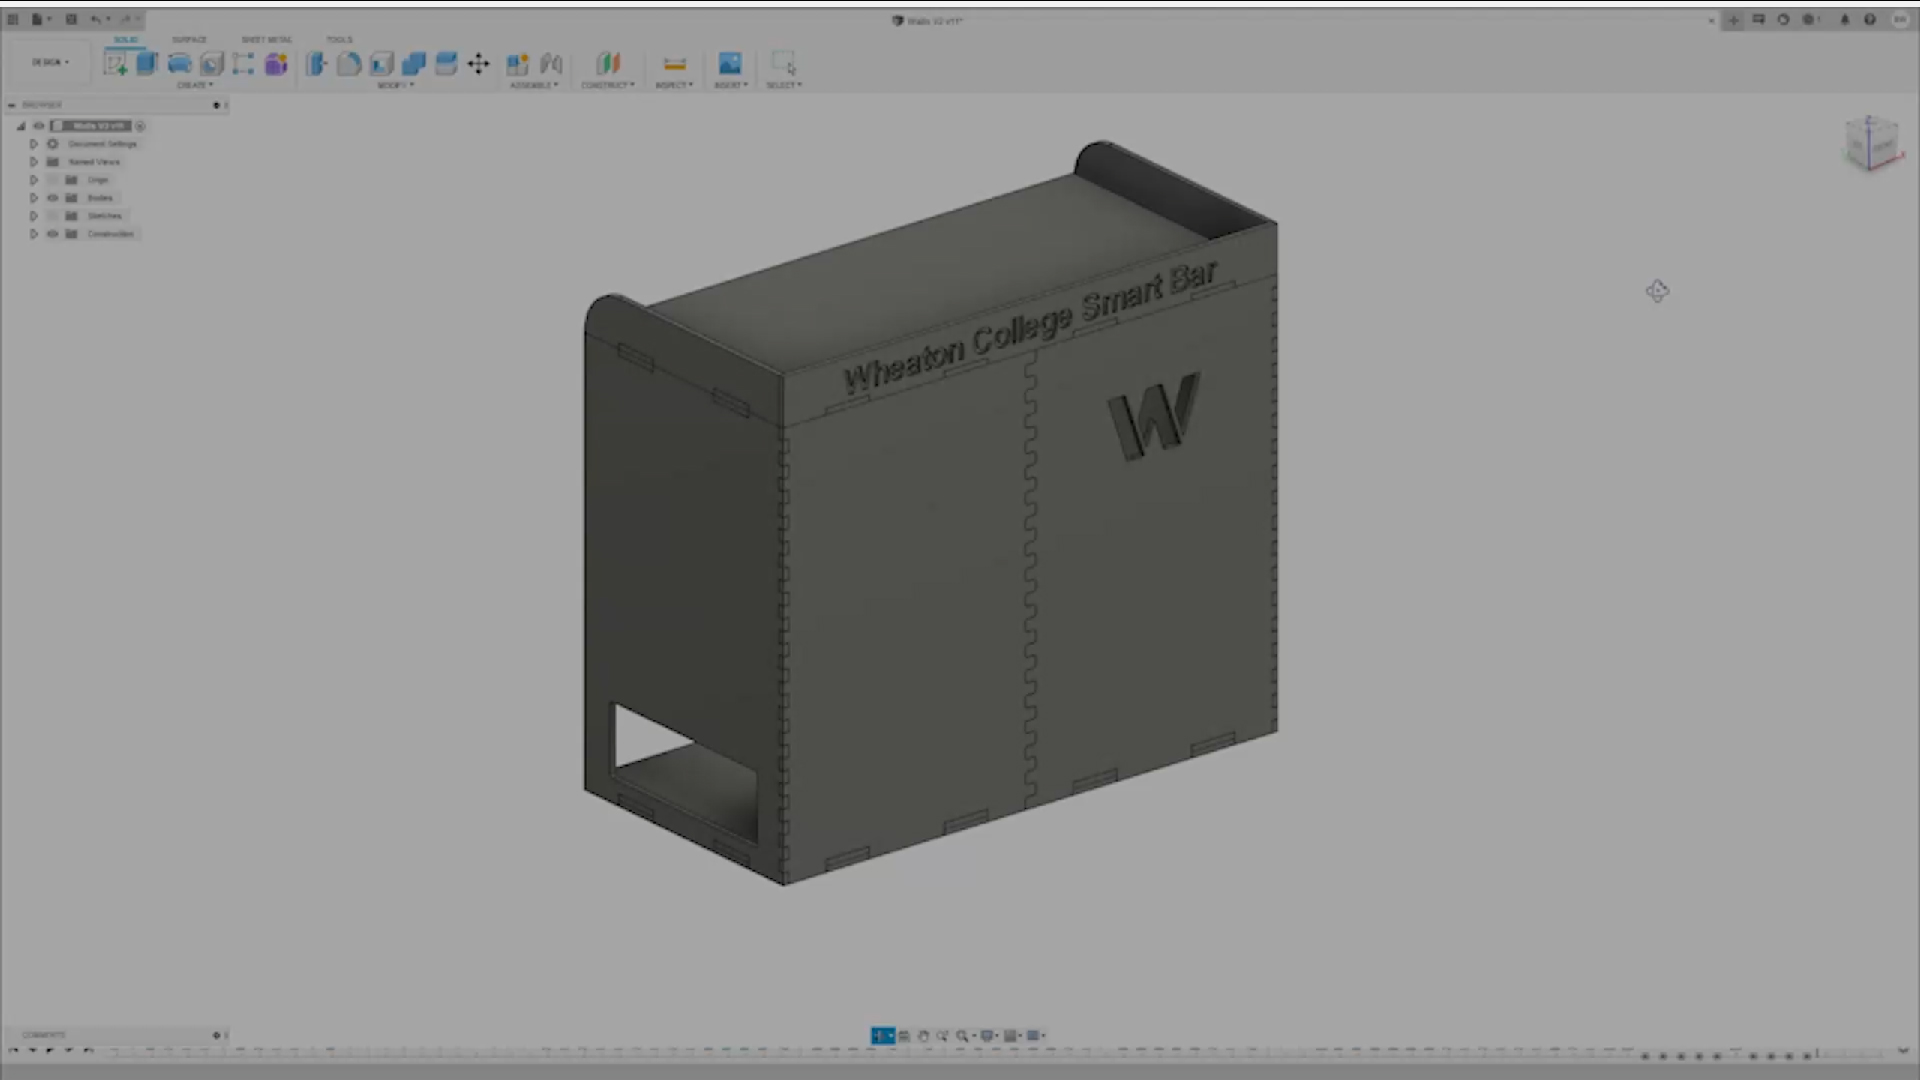 Walls V2 v11*
SOLID SURFACE SHEET METAL TOOLS
DESIGN
CREATE MODIFY ASSEMBLE CONSTRUCT INSPECT INSERT SELECT
BROWSER
Walls V2 v11
Document Settings
Named Views
Origin
Bodies
Sketches
Construction
Wheaton College Smart Bar
W
COMMENTS